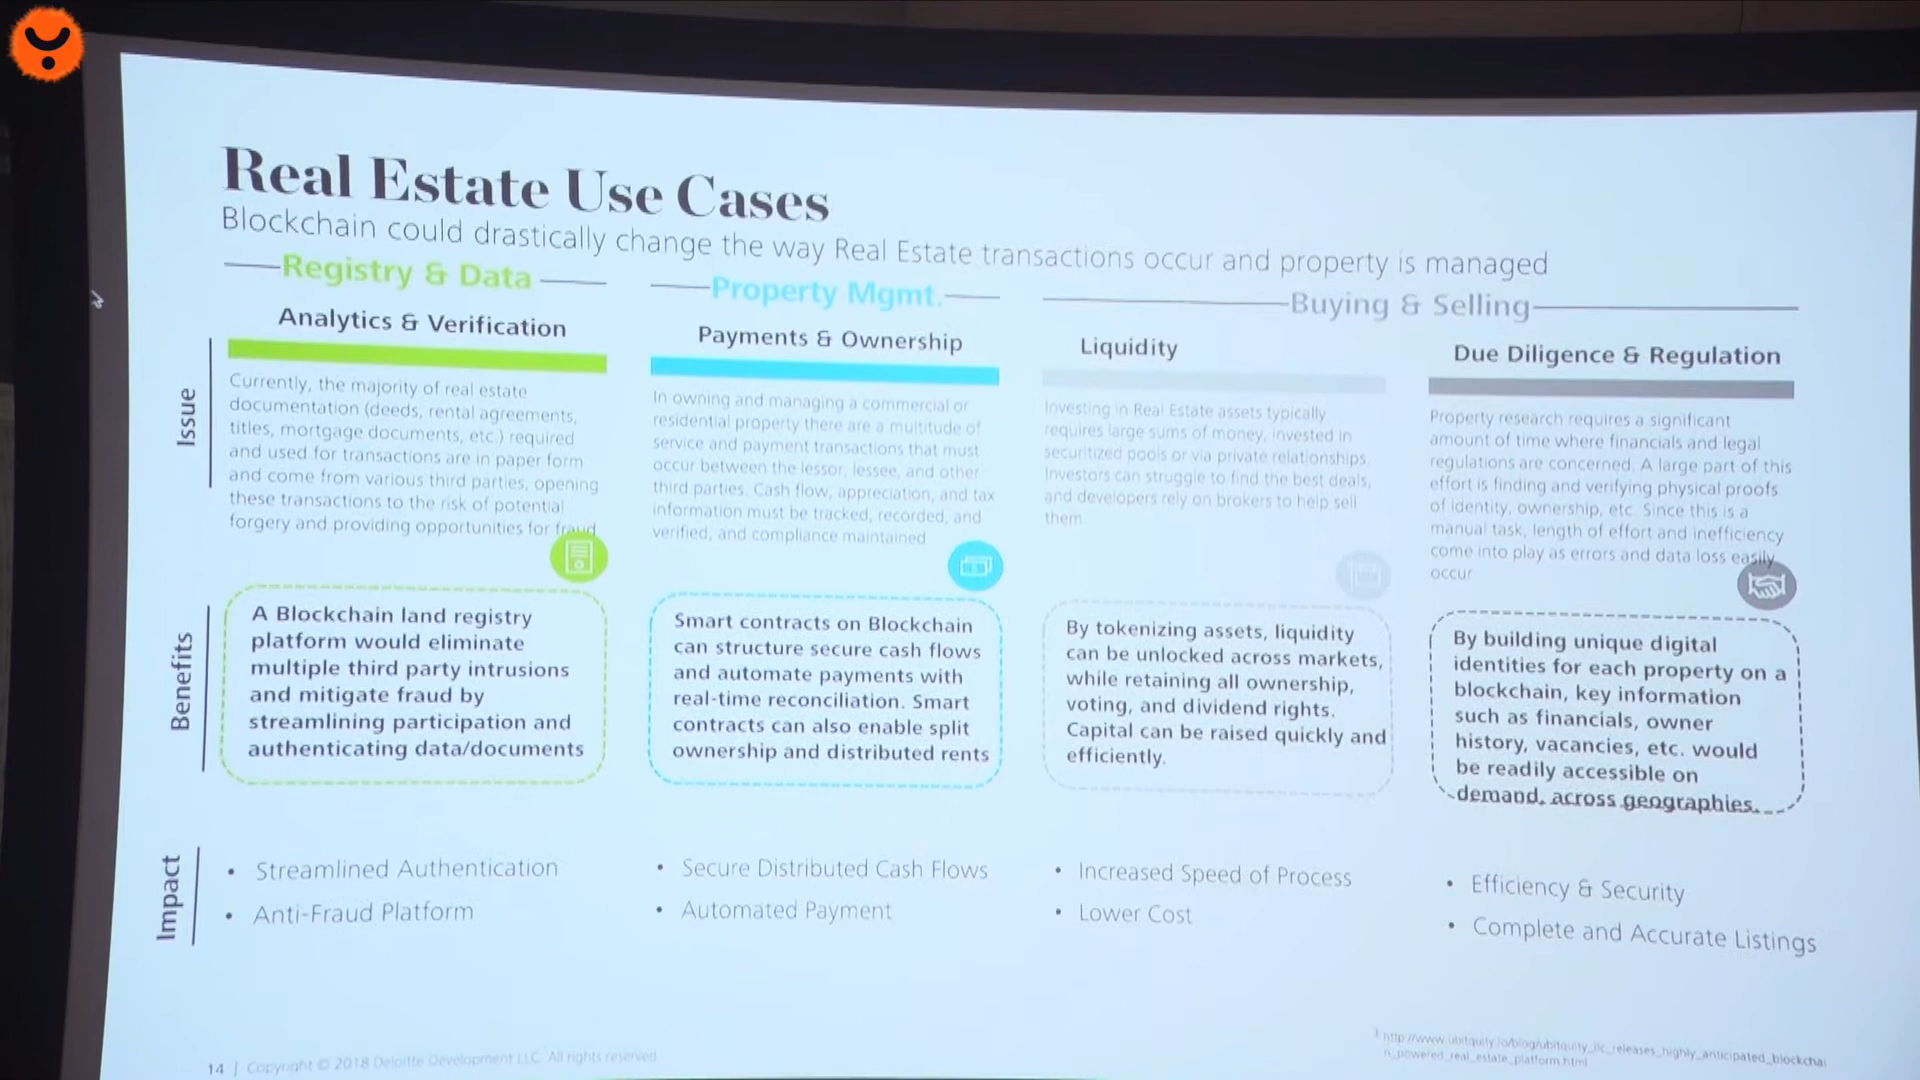 Real Estate Use Cases
Blockchain could drastically change the way Real Estate transactions occur and property is managed
Registry & Data
Property Mgmt.
Buying & Selling
Analytics & Verification
Payments & Ownership
Liquidity
Due Diligence & Regulation
Issue
Currently, the majority of real estate
documentation (deeds, rental agreements,
titles, mortgage documents, etc.) required
and used for transactions are in paper form
and come from various third parties, opening
these transactions to the risk of potential
forgery and providing opportunities for fraud
In owning and managing a commercial or
residential property there are a multitude of
service and payment transactions that must
occur between the lessor, lessee, and other
third parties. Cash flow, appreciation, and tax
information must be tracked, recorded, and
verified, and compliance maintained
Investing in Real Estate assets typically
requires large sums of money, invested in
securitized pools or via private relationships.
Investors can struggle to find the best deals,
and developers rely on brokers to help sell
them.
Property research requires a significant
amount of time where financials and legal
regulations are concerned. A large part of this
effort is finding and verifying physical proofs
of identity, ownership, etc. Since this is a
manual task, length of effort and inefficiency
come into play as errors and data loss easily
occur
Benefits
A Blockchain land registry
platform would eliminate
multiple third party intrusions
and mitigate fraud by
streamlining participation and
authenticating data/documents
Smart contracts on Blockchain
can structure secure cash flows
and automate payments with
real-time reconciliation. Smart
contracts can also enable split
ownership and distributed rents
By tokenizing assets, liquidity
can be unlocked across markets,
while retaining all ownership,
voting, and dividend rights.
Capital can be raised quickly and
efficiently.
By building unique digital
identities for each property on a
blockchain, key information
such as financials, owner
history, vacancies, etc. would
be readily accessible on
demand, across geographies.
Impact
• Streamlined Authentication
• Anti-Fraud Platform
• Secure Distributed Cash Flows
• Automated Payment
• Increased Speed of Process
• Lower Cost
• Efficiency & Security
• Complete and Accurate Listings
14 | Copyright © 2018 Deloitte Development LLC. All rights reserved.
http://www.ubitquity.io/blog/ubitquity_llc_releases_highly_anticipated_blockchai
n_powered_real_estate_platform.html